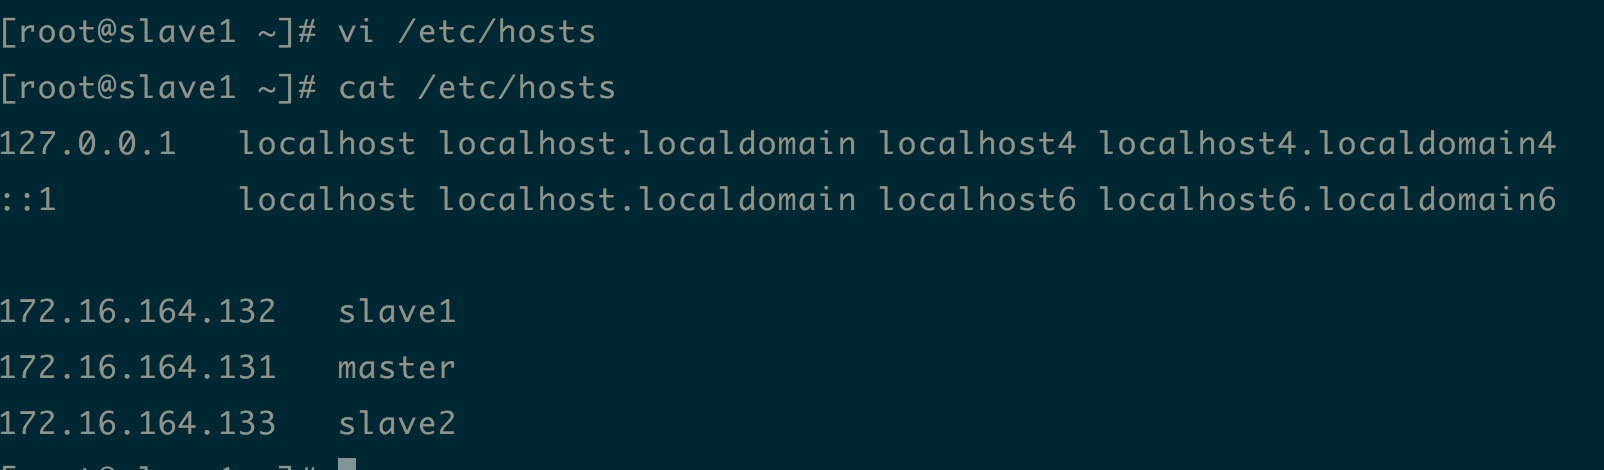 [root@slave1 ~]# vi /etc/hosts
[root@slave1 ~]# cat /etc/hosts
127.0.0.1   localhost localhost.localdomain localhost4 localhost4.localdomain4
::1         localhost localhost.localdomain localhost6 localhost6.localdomain6
172.16.164.132   slave1
172.16.164.131   master
172.16.164.133   slave2
[root@slave1 ~]#